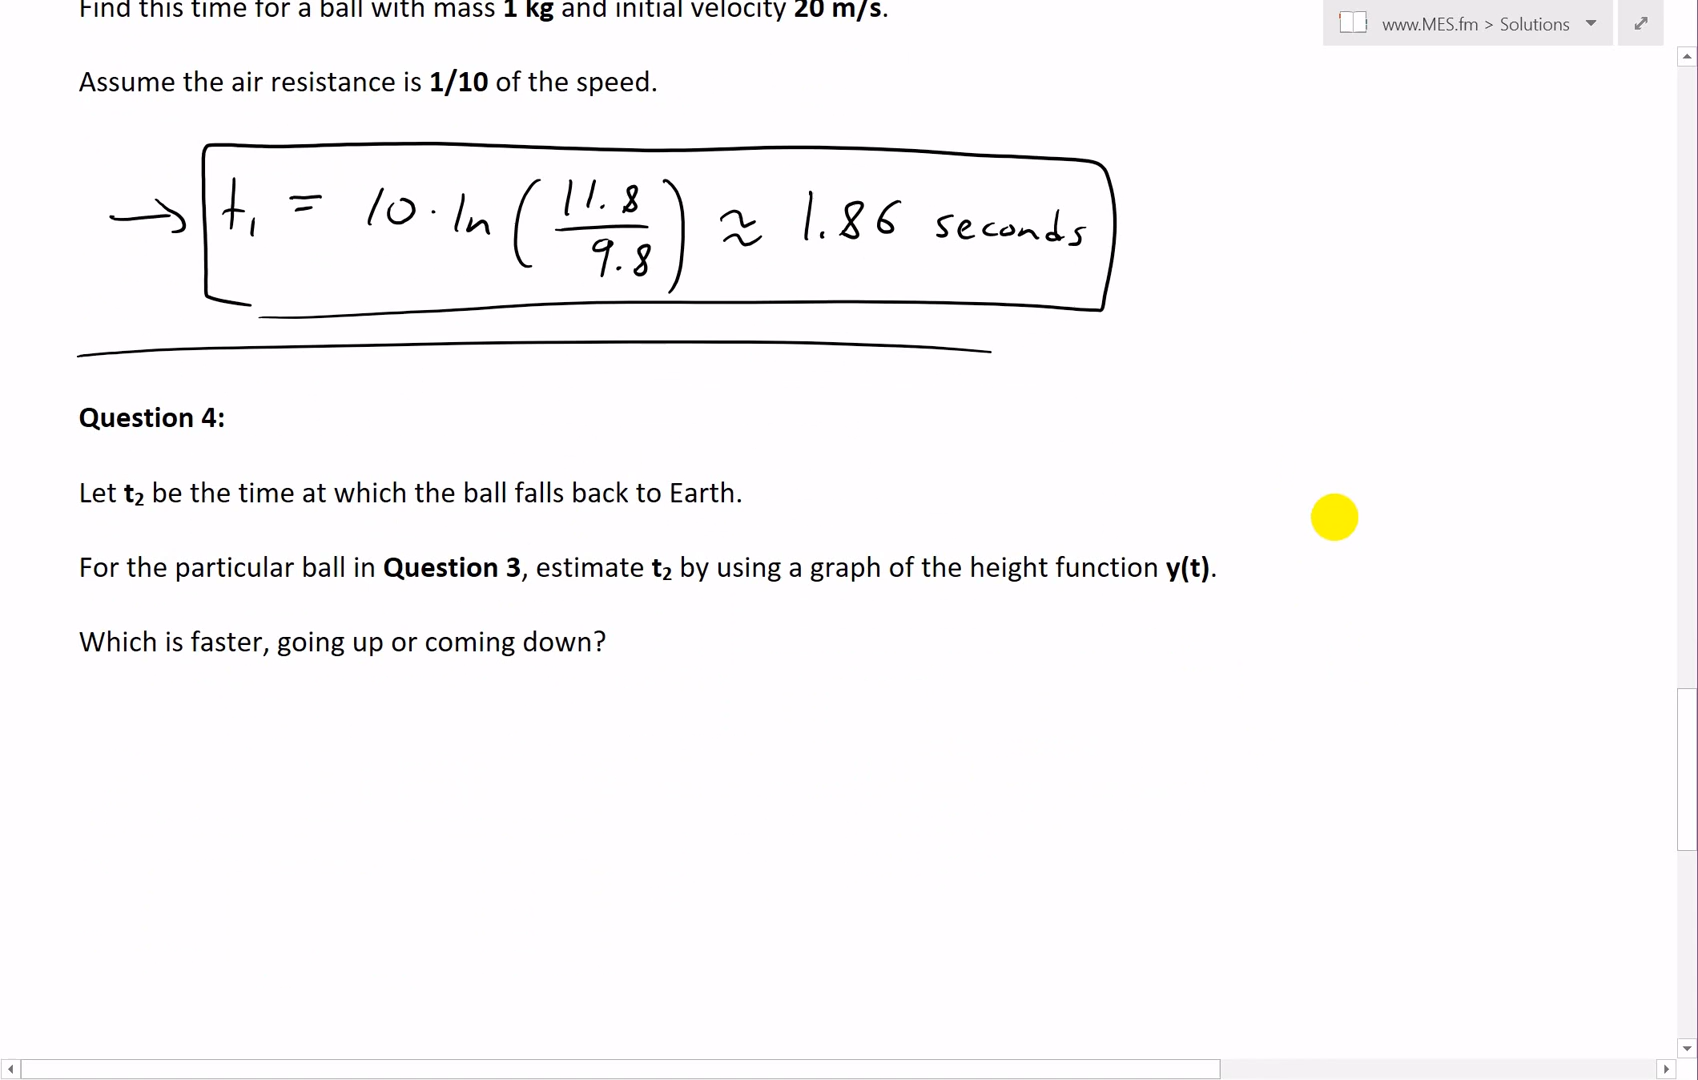 Find this time for a ball with mass 1 kg and initial velocity 20 m/s.
www.MES.fm > Solutions
Assume the air resistance is 1/10 of the speed.
→ t₁ = 10 · ln(11.8/9.8) ≈ 1.86 seconds
Question 4:
Let t₂ be the time at which the ball falls back to Earth.
For the particular ball in Question 3, estimate t₂ by using a graph of the height function y(t).
Which is faster, going up or coming down?